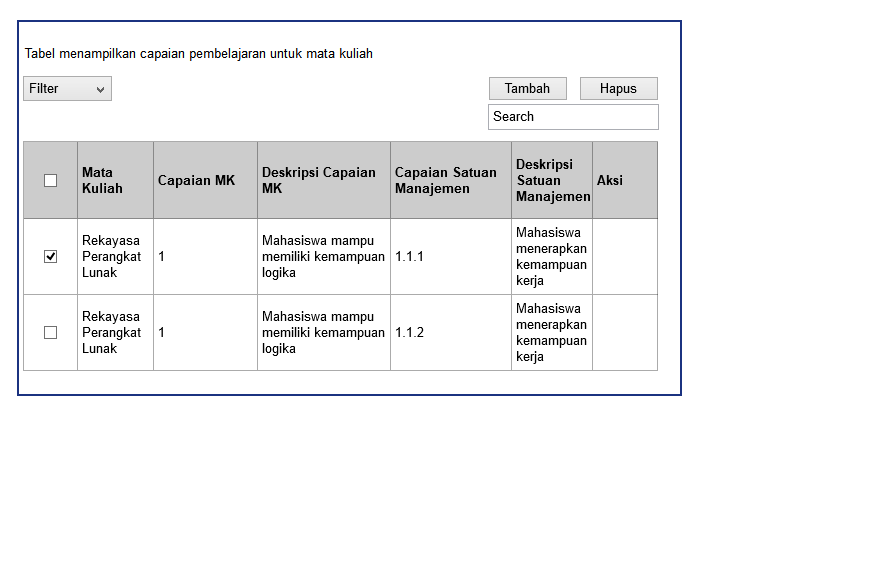 Tabel menampilkan capaian pembelajaran untuk mata kuliah
Filter
Tambah
Hapus
Search
Mata
Kuliah
Capaian MK
Deskripsi Capaian
MK
Capaian Satuan
Manajemen
Deskripsi
Satuan
Manajemen
Aksi
Rekayasa
Perangkat
Lunak
1
Mahasiswa mampu
memiliki kemampuan
logika
1.1.1
Mahasiswa
menerapkan
kemampuan
kerja
Rekayasa
Perangkat
Lunak
1
Mahasiswa mampu
memiliki kemampuan
logika
1.1.2
Mahasiswa
menerapkan
kemampuan
kerja